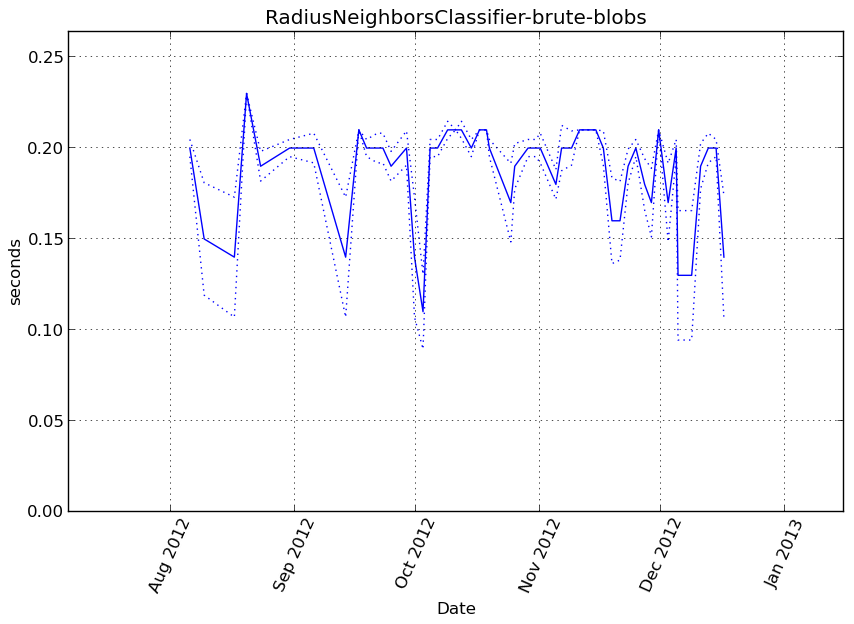 RadiusNeighborsClassifier-brute-blobs
0.25
0.20
0.15
0.10
0.05
0.00
seconds
Aug 2012
Sep 2012
Oct 2012
Nov 2012
Dec 2012
Jan 2013
Date